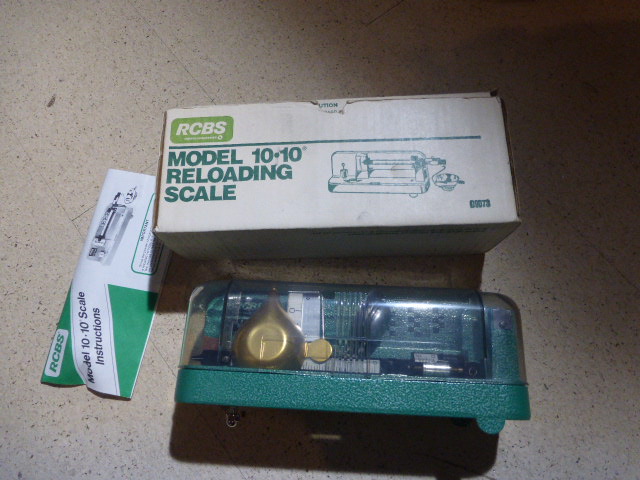 RCBS
MODEL 10•10®
RELOADING
SCALE
RCBS
Model 10•10 Scale
Instructions